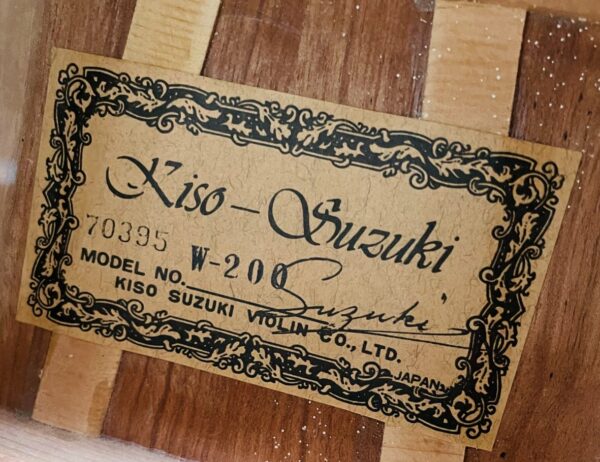 Kiso-Suzuki
70395
W-200
MODEL NO. Suzuki
KISO SUZUKI VIOLIN CO., LTD.
JAPAN